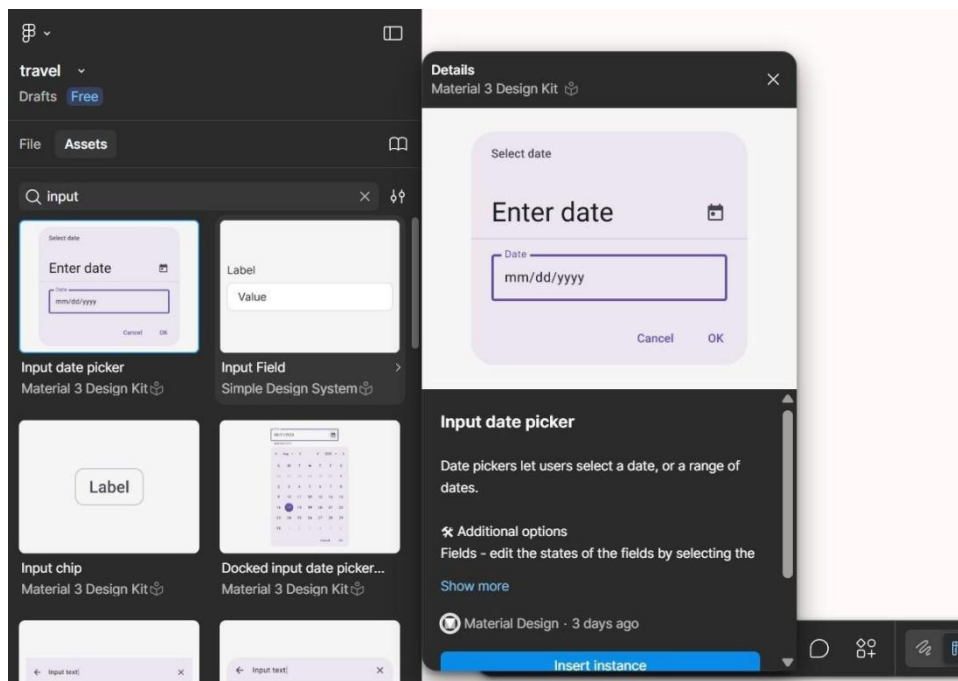 travel
Drafts Free
File Assets
input
Select date
Enter date
Date
mm/dd/yyyy
Cancel OK
Input date picker
Material 3 Design Kit
Label
Value
Input Field
Simple Design System
Label
Input chip
Material 3 Design Kit
Docked input date picker...
Material 3 Design Kit
Input text
Input text
Details
Material 3 Design Kit
Select date
Enter date
Date
mm/dd/yyyy
Cancel OK
Input date picker
Date pickers let users select a date, or a range of
dates.
🛠 Additional options
Fields - edit the states of the fields by selecting the
Show more
Material Design · 3 days ago
Insert instance